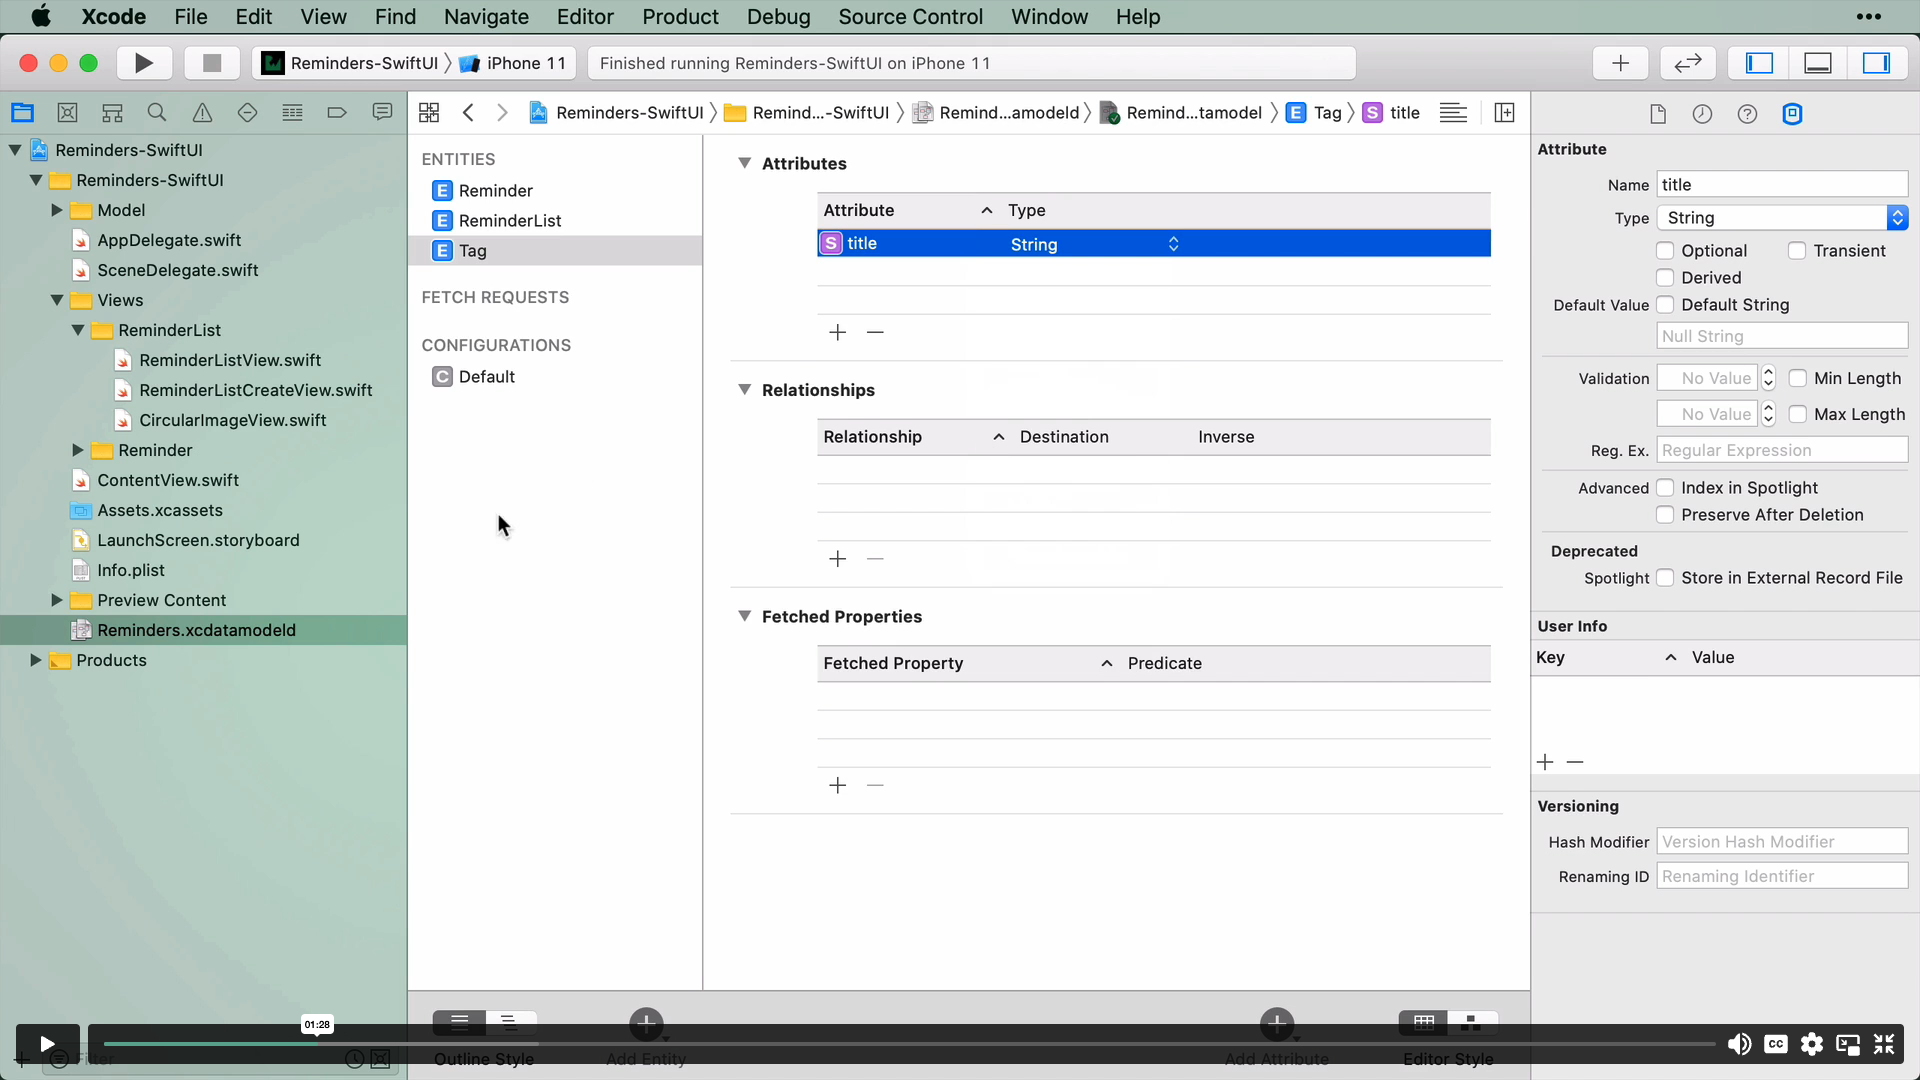 Xcode File Edit View Find Navigate Editor Product Debug Source Control Window Help •••
Reminders-SwiftUI iPhone 11
Finished running Reminders-SwiftUI on iPhone 11
Reminders-SwiftUI Remind...-SwiftUI Remind...amodeld Remind...tamodel E Tag S title
Reminders-SwiftUI
Reminders-SwiftUI
Model
AppDelegate.swift
SceneDelegate.swift
Views
ReminderList
ReminderListView.swift
ReminderListCreateView.swift
CircularImageView.swift
Reminder
ContentView.swift
Assets.xcassets
LaunchScreen.storyboard
Info.plist
Preview Content
Reminders.xcdatamodeld
Products
Filter
ENTITIES
E Reminder
E ReminderList
E Tag
FETCH REQUESTS
CONFIGURATIONS
C Default
Attributes
Attribute Type
S title String
Relationships
Relationship Destination Inverse
Fetched Properties
Fetched Property Predicate
Outline Style Add Entity Add Attribute Editor Style
Attribute
Name title
Type String
Optional Transient
Derived
Default Value Default String
Null String
Validation No Value Min Length
No Value Max Length
Reg. Ex. Regular Expression
Advanced Index in Spotlight
Preserve After Deletion
Deprecated
Spotlight Store in External Record File
User Info
Key Value
Versioning
Hash Modifier Version Hash Modifier
Renaming ID Renaming Identifier
01:28
CC